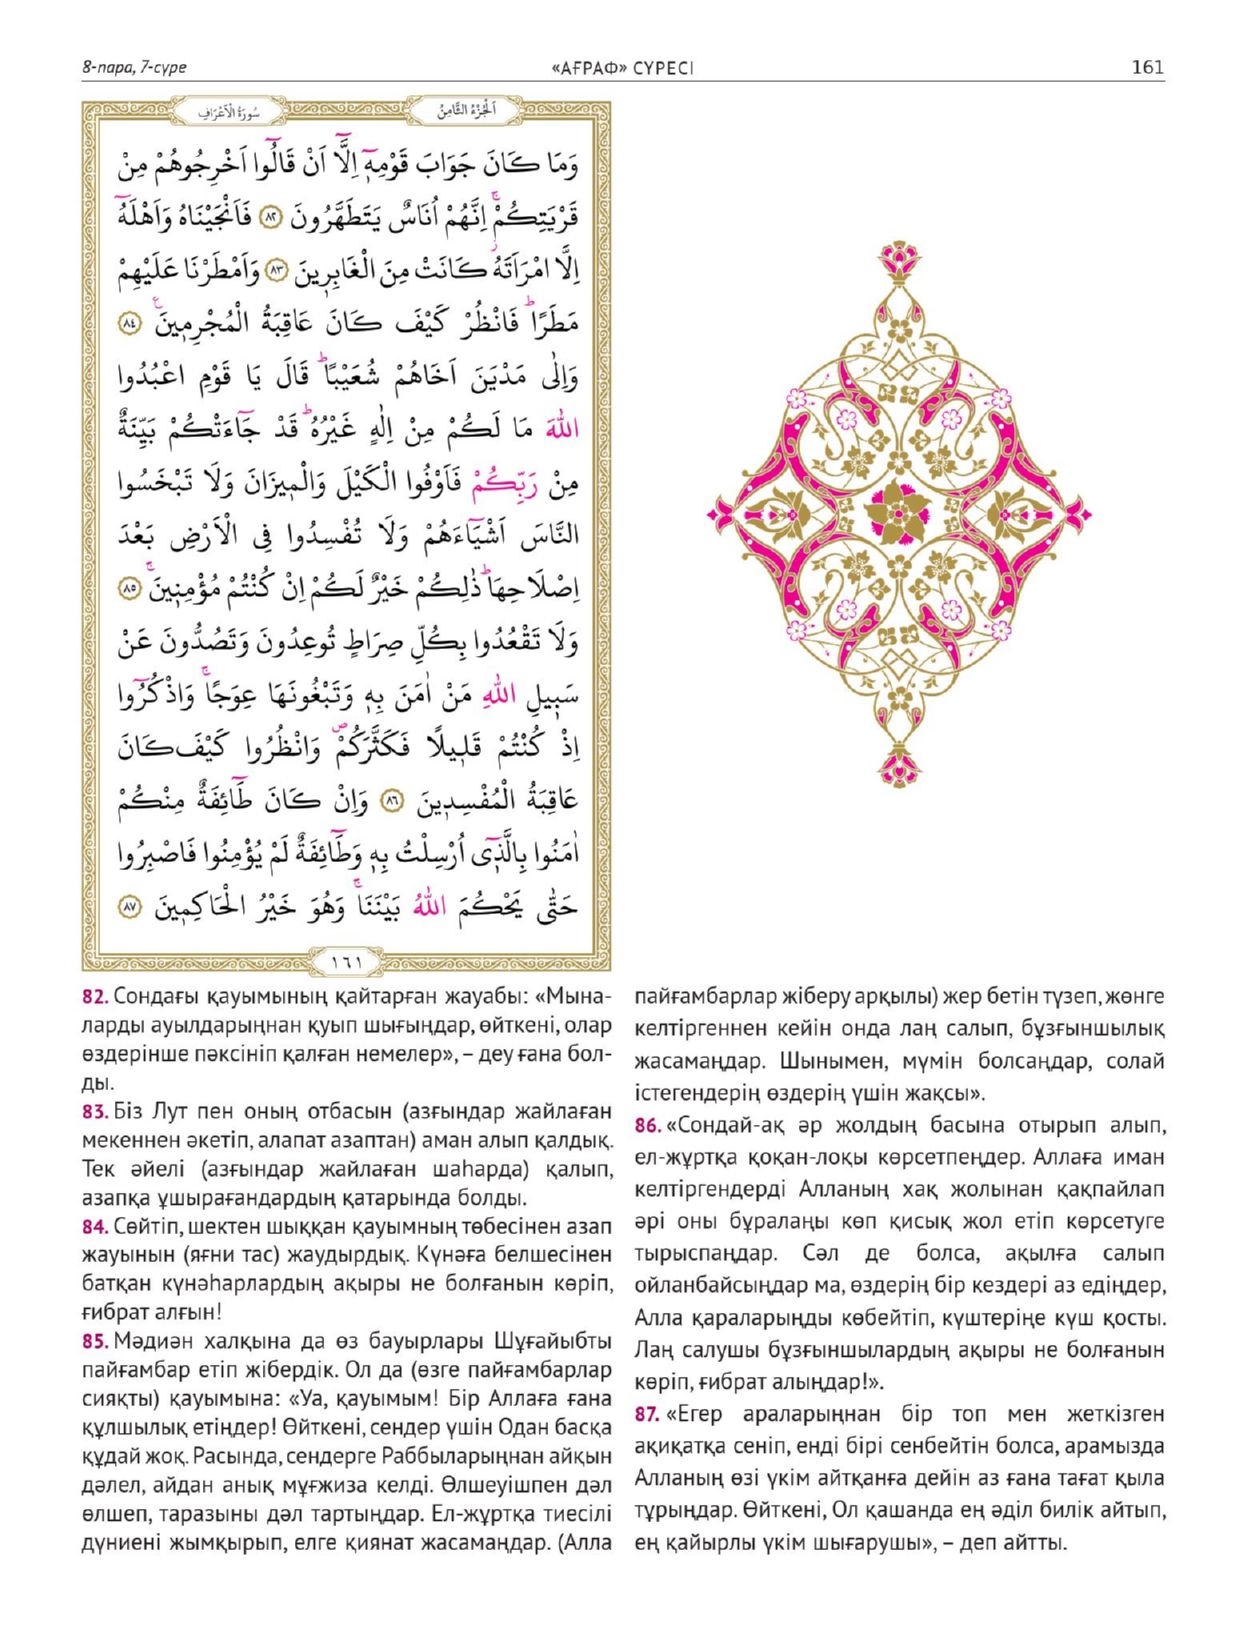 8-пара, 7-сүре
«АҒРАФ» СҮРЕСІ
161
سُورَةُ الْاَعْرَافِ
اَلْجُزْءُ الثَّامِنُ
وَمَا كَانَ جَوَابَ قَوْمِهٖٓ اِلَّٓا اَنْ قَالُٓوا اَخْرِجُوهُمْ مِنْ
قَرْيَتِكُمْۚ اِنَّهُمْ اُنَاسٌ يَتَطَهَّرُونَ ﴿٨٢﴾ فَاَنْجَيْنَاهُ وَاَهْلَهُٓ
اِلَّا امْرَاَتَهُۘ كَانَتْ مِنَ الْغَابِرٖينَ ﴿٨٣﴾ وَاَمْطَرْنَا عَلَيْهِمْ
مَطَرًاۜ فَانْظُرْ كَيْفَ كَانَ عَاقِبَةُ الْمُجْرِمٖينَۚ ﴿٨٤﴾
وَاِلٰى مَدْيَنَ اَخَاهُمْ شُعَيْبًاۜ قَالَ يَا قَوْمِ اعْبُدُوا
اللّٰهَ مَا لَكُمْ مِنْ اِلٰهٍ غَيْرُهُۜ قَدْ جَٓاءَتْكُمْ بَيِّنَةٌ
مِنْ رَبِّكُمْ فَاَوْفُوا الْكَيْلَ وَالْمٖيزَانَ وَلَا تَبْخَسُوا
النَّاسَ اَشْيَٓاءَهُمْ وَلَا تُفْسِدُوا فِى الْاَرْضِ بَعْدَ
اِصْلَاحِهَاۜ ذٰلِكُمْ خَيْرٌ لَكُمْ اِنْ كُنْتُمْ مُؤْمِنٖينَۚ ﴿٨٥﴾
وَلَا تَقْعُدُوا بِكُلِّ صِرَاطٍ تُوعِدُونَ وَتَصُدُّونَ عَنْ
سَبٖيلِ اللّٰهِ مَنْ اٰمَنَ بِهٖ وَتَبْغُونَهَا عِوَجًاۚ وَاذْكُرُٓوا
اِذْ كُنْتُمْ قَلٖيلًا فَكَثَّرَكُمْۖ وَانْظُرُوا كَيْفَ كَانَ
عَاقِبَةُ الْمُفْسِدٖينَ ﴿٨٦﴾ وَاِنْ كَانَ طَٓائِفَةٌ مِنْكُمْ
اٰمَنُوا بِالَّذٖٓى اُرْسِلْتُ بِهٖ وَطَٓائِفَةٌ لَمْ يُؤْمِنُوا فَاصْبِرُوا
حَتّٰى يَحْكُمَ اللّٰهُ بَيْنَنَاۚ وَهُوَ خَيْرُ الْحَاكِمٖينَ ﴿٨٧﴾
١٦١
82. Сондағы қауымының қайтарған жауабы: «Мына-
ларды ауылдарыңнан қуып шығыңдар, өйткені, олар
өздерінше пәксініп қалған немелер», – деу ғана бол-
ды.
83. Біз Лут пен оның отбасын (азғындар жайлаған
мекеннен әкетіп, алапат азаптан) аман алып қалдық.
Тек әйелі (азғындар жайлаған шаһарда) қалып,
азапқа ұшырағандардың қатарында болды.
84. Сөйтіп, шектен шыққан қауымның төбесінен азап
жауынын (яғни тас) жаудырдық. Күнәға белшесінен
батқан күнәһарлардың ақыры не болғанын көріп,
ғибрат алғын!
85. Мәдиән халқына да өз бауырлары Шұғайыбты
пайғамбар етіп жібердік. Ол да (өзге пайғамбарлар
сияқты) қауымына: «Уа, қауымым! Бір Аллаға ғана
құлшылық етіңдер! Өйткені, сендер үшін Одан басқа
құдай жоқ. Расында, сендерге Раббыларыңнан айқын
дәлел, айдан анық мұғжиза келді. Өлшеуішпен дәл
өлшеп, таразыны дәл тартыңдар. Ел-жұртқа тиесілі
дүниені жымқырып, елге қиянат жасамаңдар. (Алла
пайғамбарлар жіберу арқылы) жер бетін түзеп, жөнге
келтіргеннен кейін онда лаң салып, бұзғыншылық
жасамаңдар. Шынымен, мүмін болсаңдар, солай
істегендерің өздерің үшін жақсы».
86. «Сондай-ақ әр жолдың басына отырып алып,
ел-жұртқа қоқан-лоқы көрсетпеңдер. Аллаға иман
келтіргендерді Алланың хақ жолынан қақпайлап
әрі оны бұралаңы көп қисық жол етіп көрсетуге
тырыспаңдар. Сәл де болса, ақылға салып
ойланбайсыңдар ма, өздерің бір кездері аз едіңдер,
Алла қараларыңды көбейтіп, күштеріңе күш қосты.
Лаң салушы бұзғыншылардың ақыры не болғанын
көріп, ғибрат алыңдар!».
87. «Егер араларыңнан бір топ мен жеткізген
ақиқатқа сеніп, енді бірі сенбейтін болса, арамызда
Алланың өзі үкім айтқанға дейін аз ғана тағат қыла
тұрыңдар. Өйткені, Ол қашанда ең әділ билік айтып,
ең қайырлы үкім шығарушы», – деп айтты.